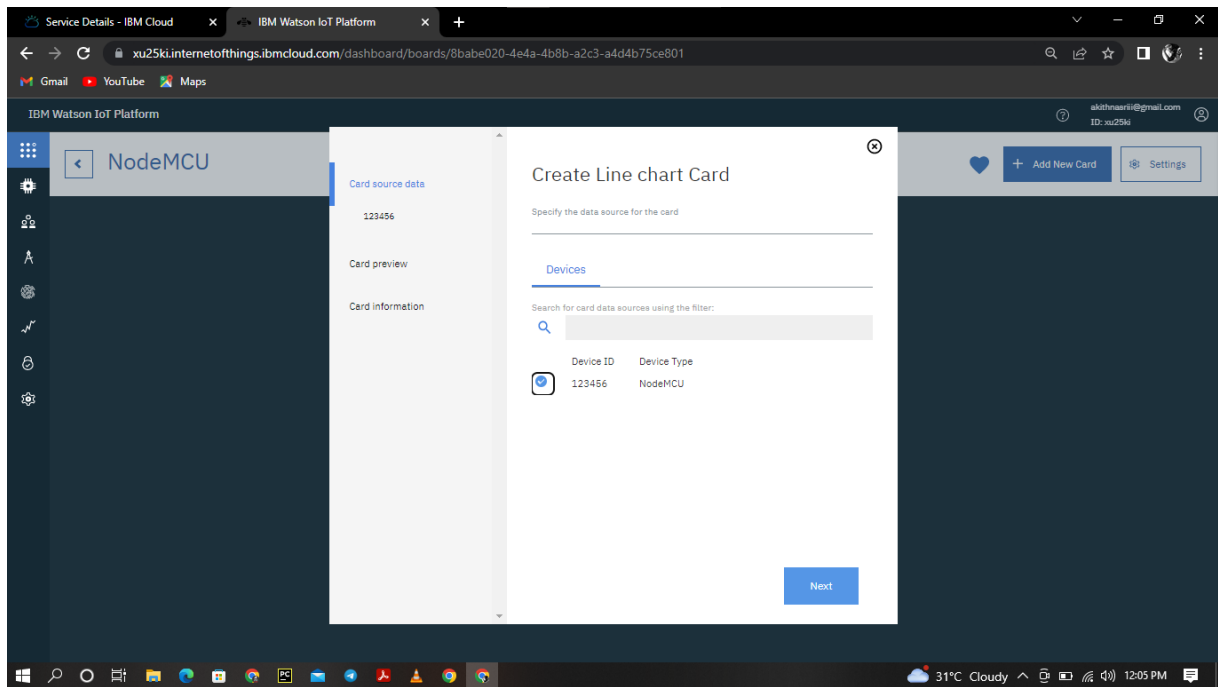 Service Details - IBM Cloud
IBM Watson IoT Platform
xu25ki.internetofthings.ibmcloud.com/dashboard/boards/8babe020-4e4a-4b8b-a2c3-a4d4b75ce801
Gmail
YouTube
Maps
IBM Watson IoT Platform
akithnaariii@gmail.com
ID: xu25ki
NodeMCU
Add New Card
Settings
Card source data
123456
Card preview
Card information
Create Line chart Card
Specify the data source for the card
Devices
Search for card data sources using the filter:
Device ID Device Type
123456 NodeMCU
Next
PC
31°C Cloudy
12:05 PM